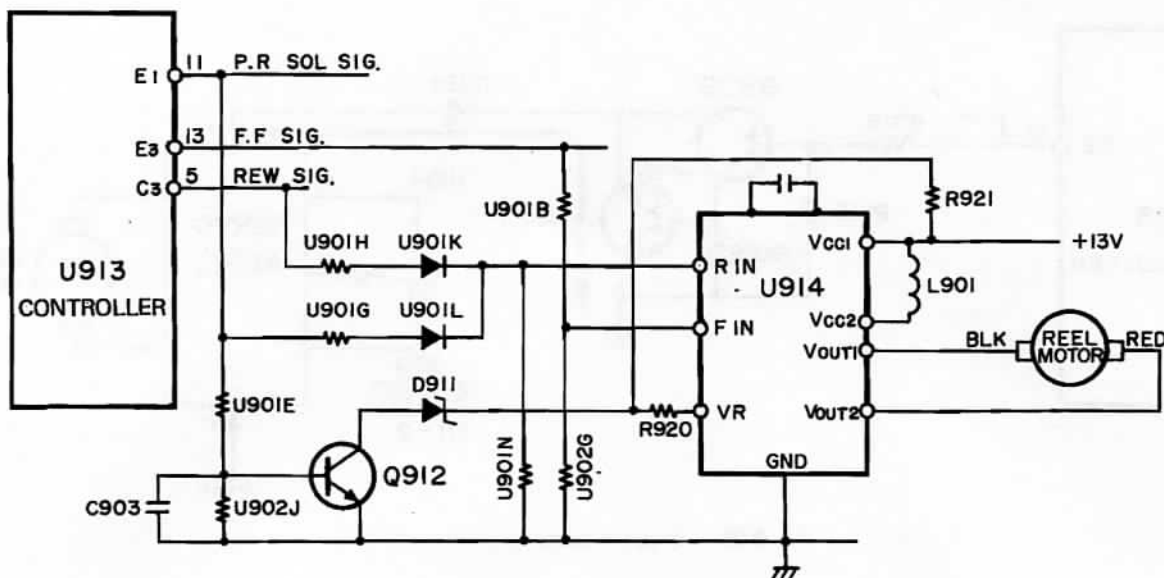 E1
11
P.R SOL SIG.
E3
13
F.F SIG.
C3
5
REW SIG.
U913
CONTROLLER
U901H
U901K
U901G
U901L
U901B
R921
VCC1
+13V
R IN
U914
L901
F IN
VCC2
VOUT1
BLK
REEL
MOTOR
RED
VR
VOUT2
GND
R920
D911
U901E
Q912
U901N
U902G
C903
U902J